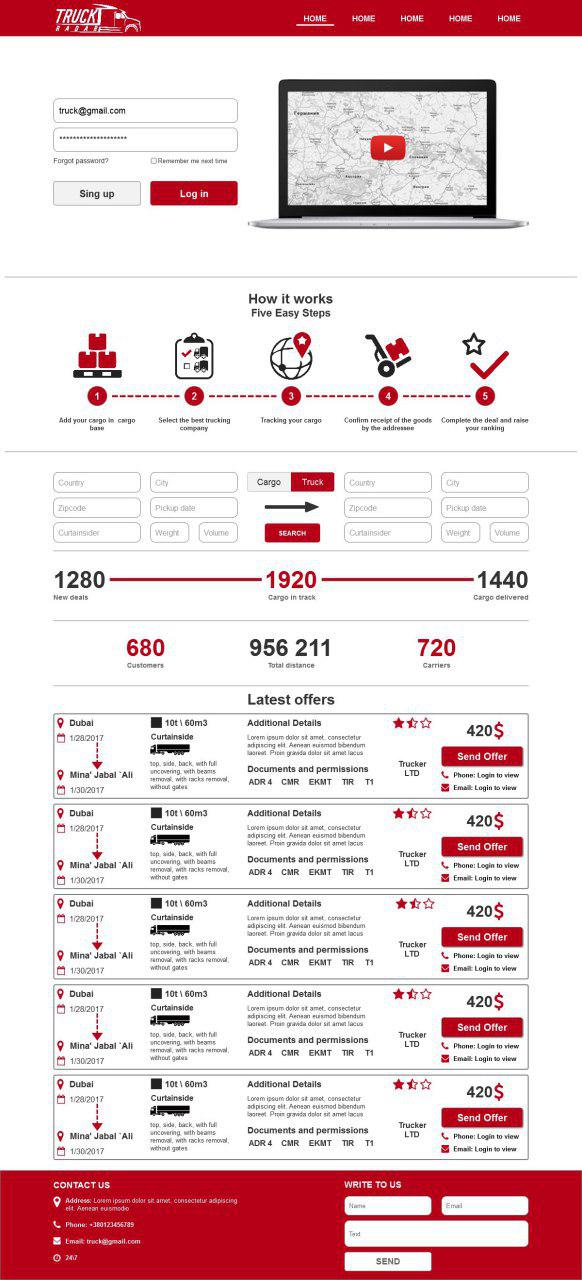 TRUCK
RADAR
HOME HOME HOME HOME HOME
truck@gmail.com
********************
Forgot password? Remember me next time
Sing up Log in
Германия
Словакия
Австрия
Венгрия
How it works
Five Easy Steps
1 2 3 4 5
Add your cargo in cargo base
Select the best trucking company
Tracking your cargo
Confirm receipt of the goods by the addressee
Complete the deal and raise your ranking
Country City Cargo Truck Country City
Zipcode Pickup date Zipcode Pickup date
Curtainsider Weight Volume SEARCH Curtainsider Weight Volume
1280 1920 1440
New deals Cargo in track Cargo delivered
680 956 211 720
Customers Total distance Carriers
Latest offers
Dubai
1/28/2017
Mina' Jabal `Ali
1/30/2017
10t \ 60m3
Curtainside
top, side, back, with full
uncovering, with beams
removal, with racks removal,
without gates
Additional Details
Lorem ipsum dolor sit amet, consectetur
adipiscing elit. Aenean euismod bibendum
laoreet. Proin gravida dolor sit amet lacus
Documents and permissions
ADR 4 CMR EKMT TIR T1
Trucker
LTD
420$
Send Offer
Phone: Login to view
Email: Login to view
Dubai
1/28/2017
Mina' Jabal `Ali
1/30/2017
10t \ 60m3
Curtainside
top, side, back, with full
uncovering, with beams
removal, with racks removal,
without gates
Additional Details
Lorem ipsum dolor sit amet, consectetur
adipiscing elit. Aenean euismod bibendum
laoreet. Proin gravida dolor sit amet lacus
Documents and permissions
ADR 4 CMR EKMT TIR T1
Trucker
LTD
420$
Send Offer
Phone: Login to view
Email: Login to view
Dubai
1/28/2017
Mina' Jabal `Ali
1/30/2017
10t \ 60m3
Curtainside
top, side, back, with full
uncovering, with beams
removal, with racks removal,
without gates
Additional Details
Lorem ipsum dolor sit amet, consectetur
adipiscing elit. Aenean euismod bibendum
laoreet. Proin gravida dolor sit amet lacus
Documents and permissions
ADR 4 CMR EKMT TIR T1
Trucker
LTD
420$
Send Offer
Phone: Login to view
Email: Login to view
Dubai
1/28/2017
Mina' Jabal `Ali
1/30/2017
10t \ 60m3
Curtainside
top, side, back, with full
uncovering, with beams
removal, with racks removal,
without gates
Additional Details
Lorem ipsum dolor sit amet, consectetur
adipiscing elit. Aenean euismod bibendum
laoreet. Proin gravida dolor sit amet lacus
Documents and permissions
ADR 4 CMR EKMT TIR T1
Trucker
LTD
420$
Send Offer
Phone: Login to view
Email: Login to view
Dubai
1/28/2017
Mina' Jabal `Ali
1/30/2017
10t \ 60m3
Curtainside
top, side, back, with full
uncovering, with beams
removal, with racks removal,
without gates
Additional Details
Lorem ipsum dolor sit amet, consectetur
adipiscing elit. Aenean euismod bibendum
laoreet. Proin gravida dolor sit amet lacus
Documents and permissions
ADR 4 CMR EKMT TIR T1
Trucker
LTD
420$
Send Offer
Phone: Login to view
Email: Login to view
CONTACT US
Address: Lorem ipsum dolor sit amet, consectetur adipiscing
elit. Aenean euismodio
Phone: +380123456789
Email: truck@gmail.com
24\7
WRITE TO US
Name Email
Text
SEND